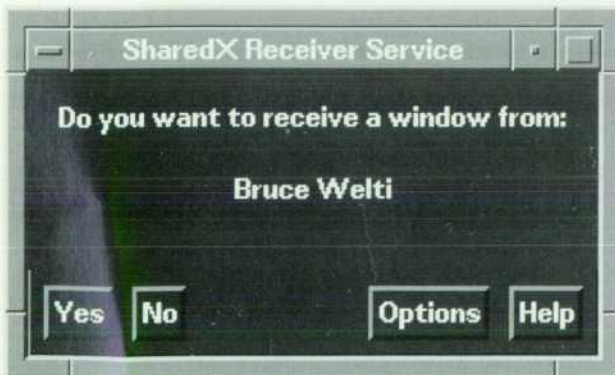 SharedX Receiver Service
Do you want to receive a window from:
Bruce Welti
Yes No Options Help